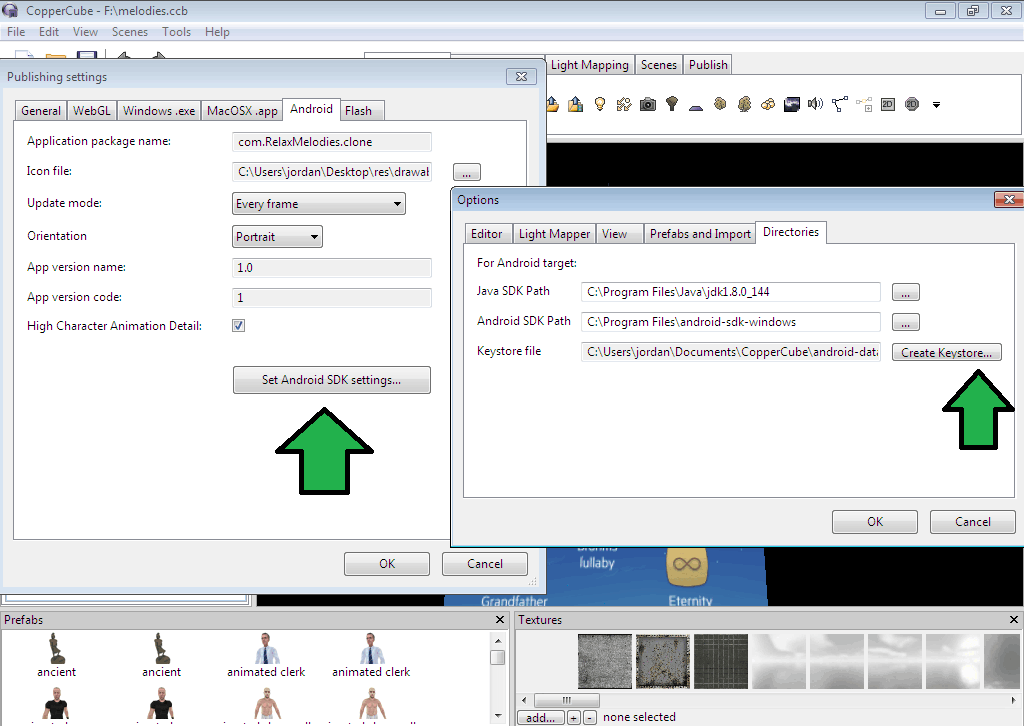 CopperCube - F:\melodies.ccb
File Edit View Scenes Tools Help
Light Mapping Scenes Publish
2D 2D
Publishing settings
General WebGL Windows .exe MacOSX .app Android Flash
Application package name: com.RelaxMelodies.clone
Icon file: C:\Users\jordan\Desktop\res\drawal ...
Update mode: Every frame
Orientation Portrait
App version name: 1.0
App version code: 1
High Character Animation Detail:
Set Android SDK settings...
OK Cancel
Options
Editor Light Mapper View Prefabs and Import Directories
For Android target:
Java SDK Path C:\Program Files\Java\jdk1.8.0_144 ...
Android SDK Path C:\Program Files\android-sdk-windows ...
Keystore file C:\Users\jordan\Documents\CopperCube\android-data Create Keystore...
OK Cancel
Brahms
lullaby
Grandfather Eternity
Prefabs
ancient ancient animated clerk animated clerk
Textures
add... + - none selected